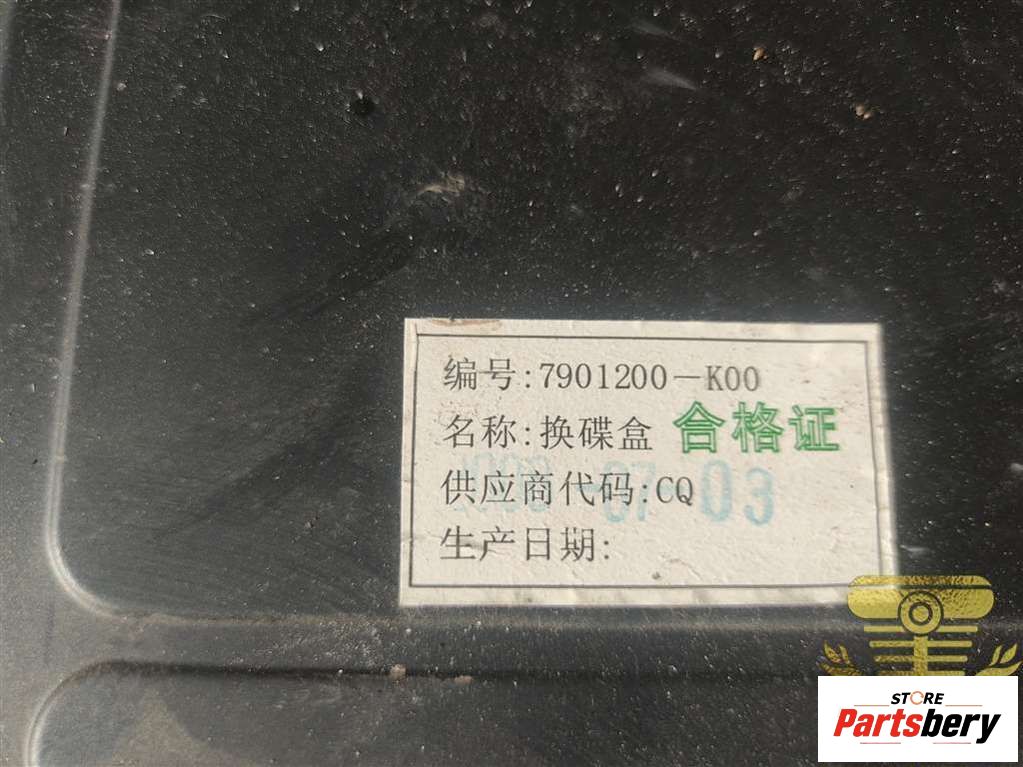 编号:7901200-K00
名称:换碟盒 合格证
供应商代码:CQ
07 03
生产日期:
STORE
Partsbery